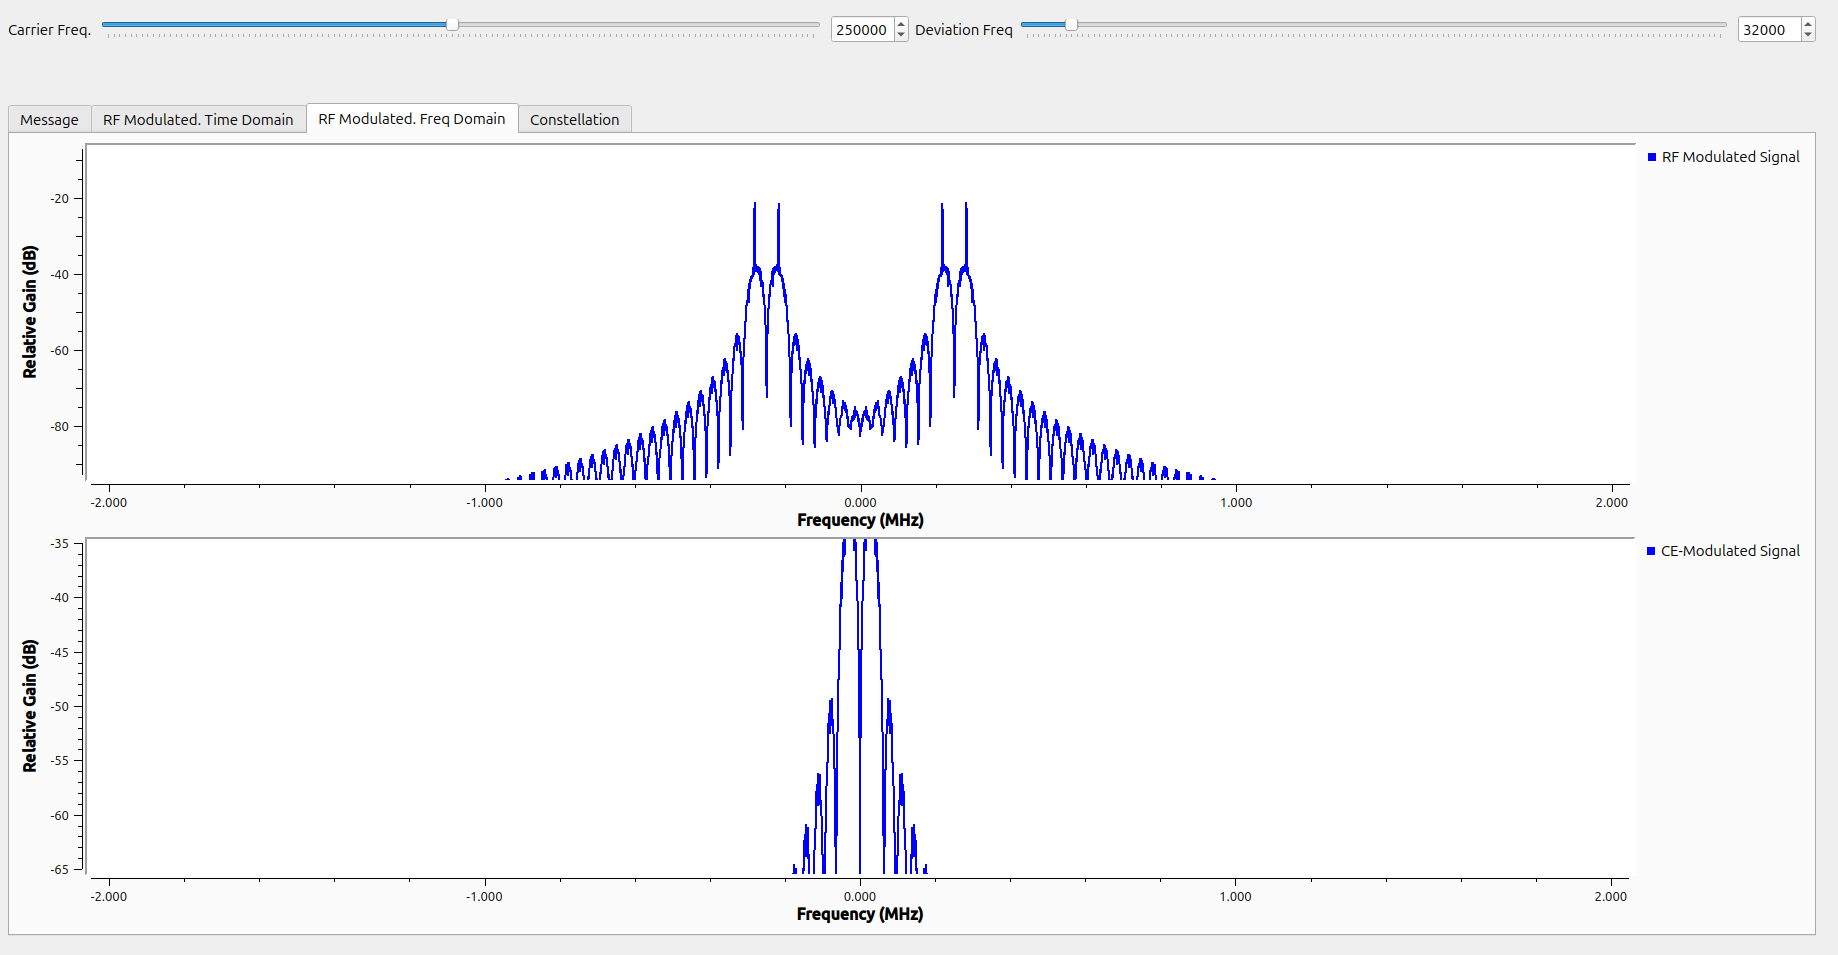 Carrier Freq. 250000 Deviation Freq 32000
Message RF Modulated. Time Domain RF Modulated. Freq Domain Constellation
RF Modulated Signal
Relative Gain (dB)
-20
-40
-60
-80
-2.000 -1.000 0.000 1.000 2.000
Frequency (MHz)
CE-Modulated Signal
Relative Gain (dB)
-35
-40
-45
-50
-55
-60
-65
-2.000 -1.000 0.000 1.000 2.000
Frequency (MHz)